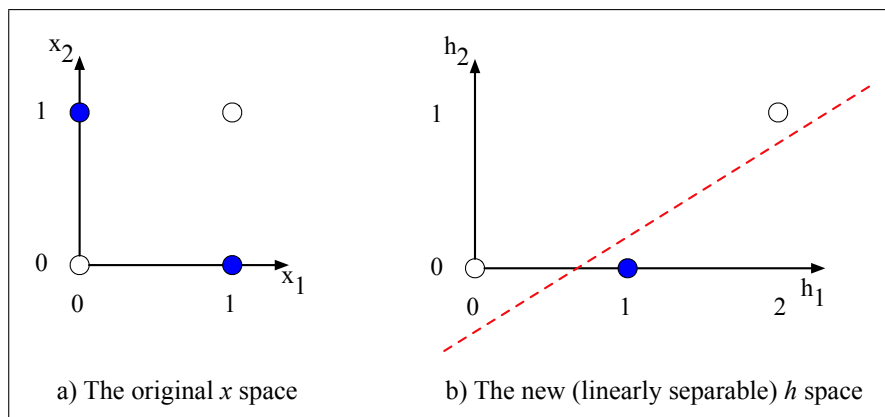 x2
1
0
0
1
x1
a) The original x space
h2
1
0
0
1
2
h1
b) The new (linearly separable) h space